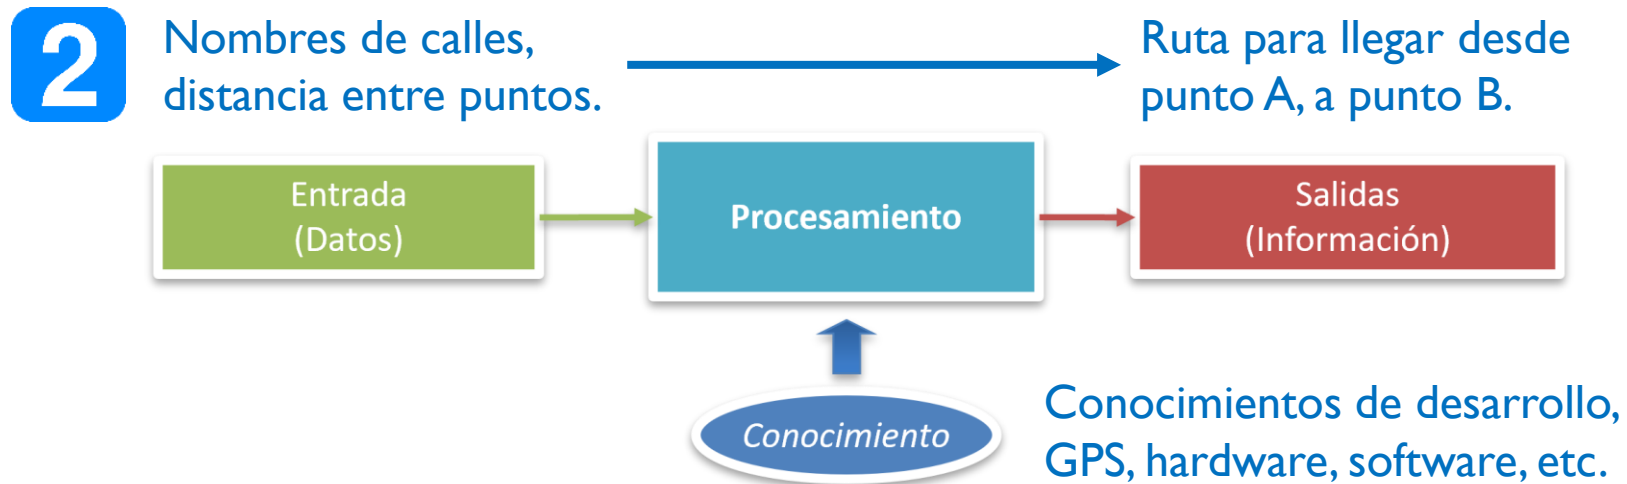 2
Nombres de calles,
distancia entre puntos.
Ruta para llegar desde
punto A, a punto B.
Entrada
(Datos)
Procesamiento
Salidas
(Información)
Conocimiento
Conocimientos de desarrollo,
GPS, hardware, software, etc.